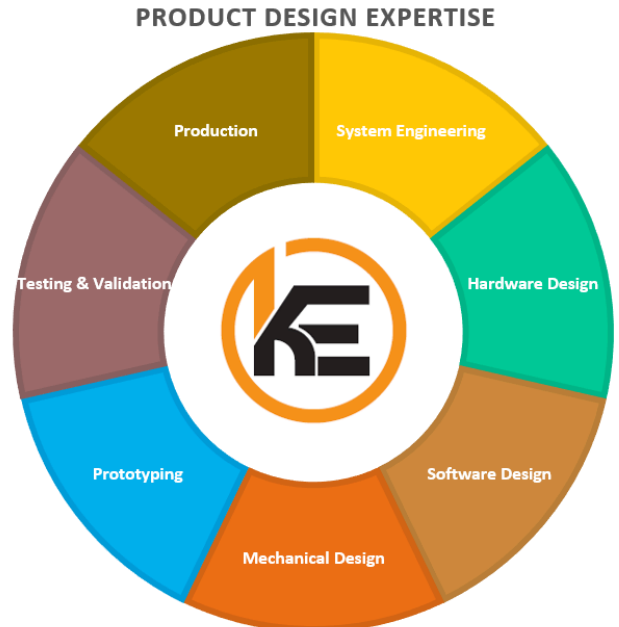 PRODUCT DESIGN EXPERTISE
Production
System Engineering
Testing & Validation
Hardware Design
Prototyping
Software Design
Mechanical Design
KE